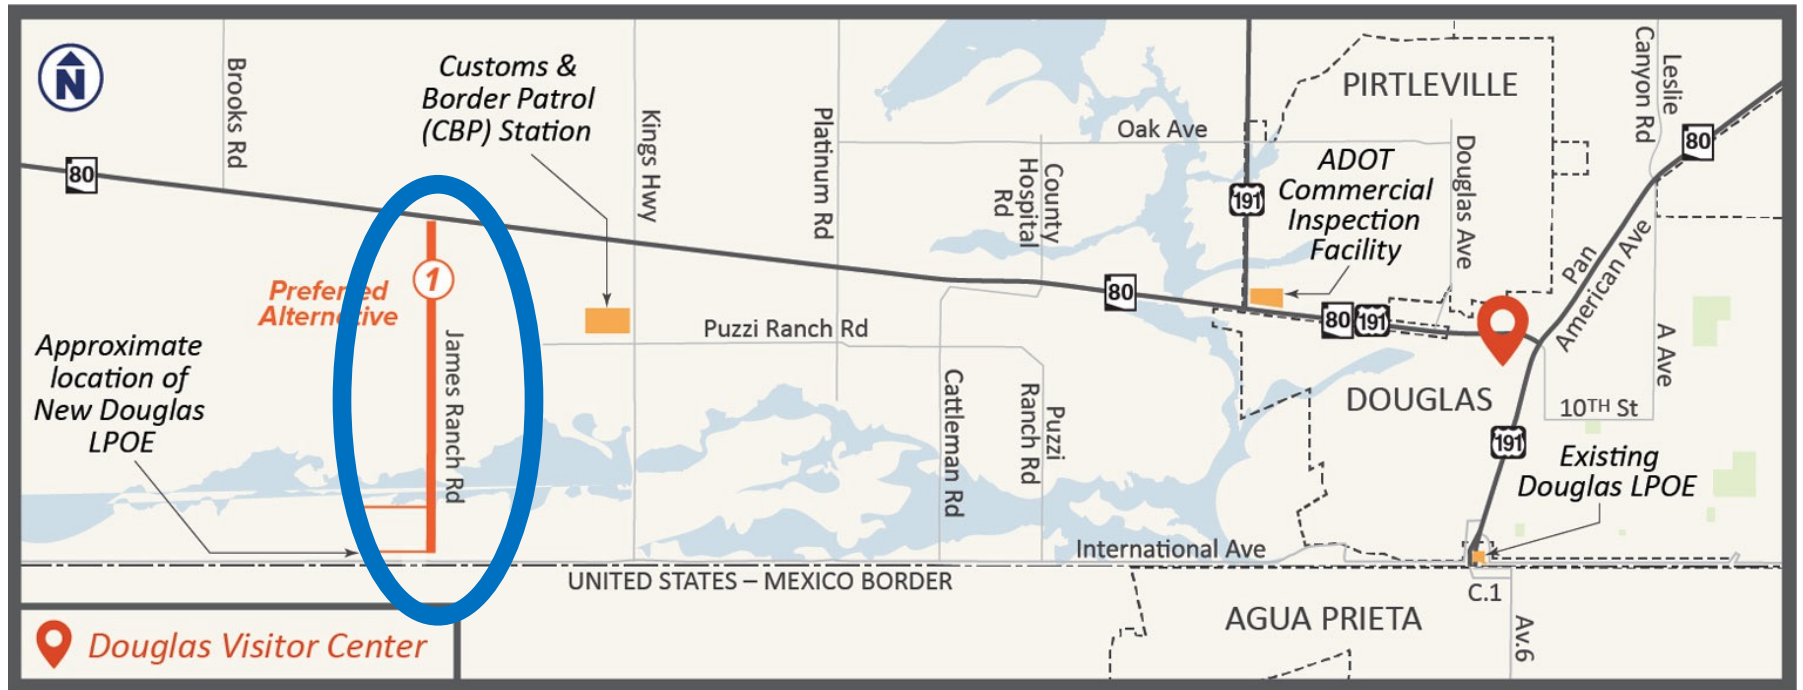 N
Brooks Rd
Customs &
Border Patrol
(CBP) Station
Kings Hwy
Platinum Rd
Oak Ave
County
Hospital
Rd
PIRTLEVILLE
Leslie
Canyon Rd
80
80
191
ADOT
Commercial
Inspection
Facility
Douglas Ave
Pan
American Ave
1
Preferred
Alternative
80
80
191
Puzzi Ranch Rd
A Ave
Approximate
location of
New Douglas
LPOE
James Ranch Rd
Cattleman Rd
Puzzi
Ranch Rd
DOUGLAS
10TH St
191
Existing
Douglas LPOE
International Ave
UNITED STATES – MEXICO BORDER
C.1
AGUA PRIETA
Av.6
Douglas Visitor Center